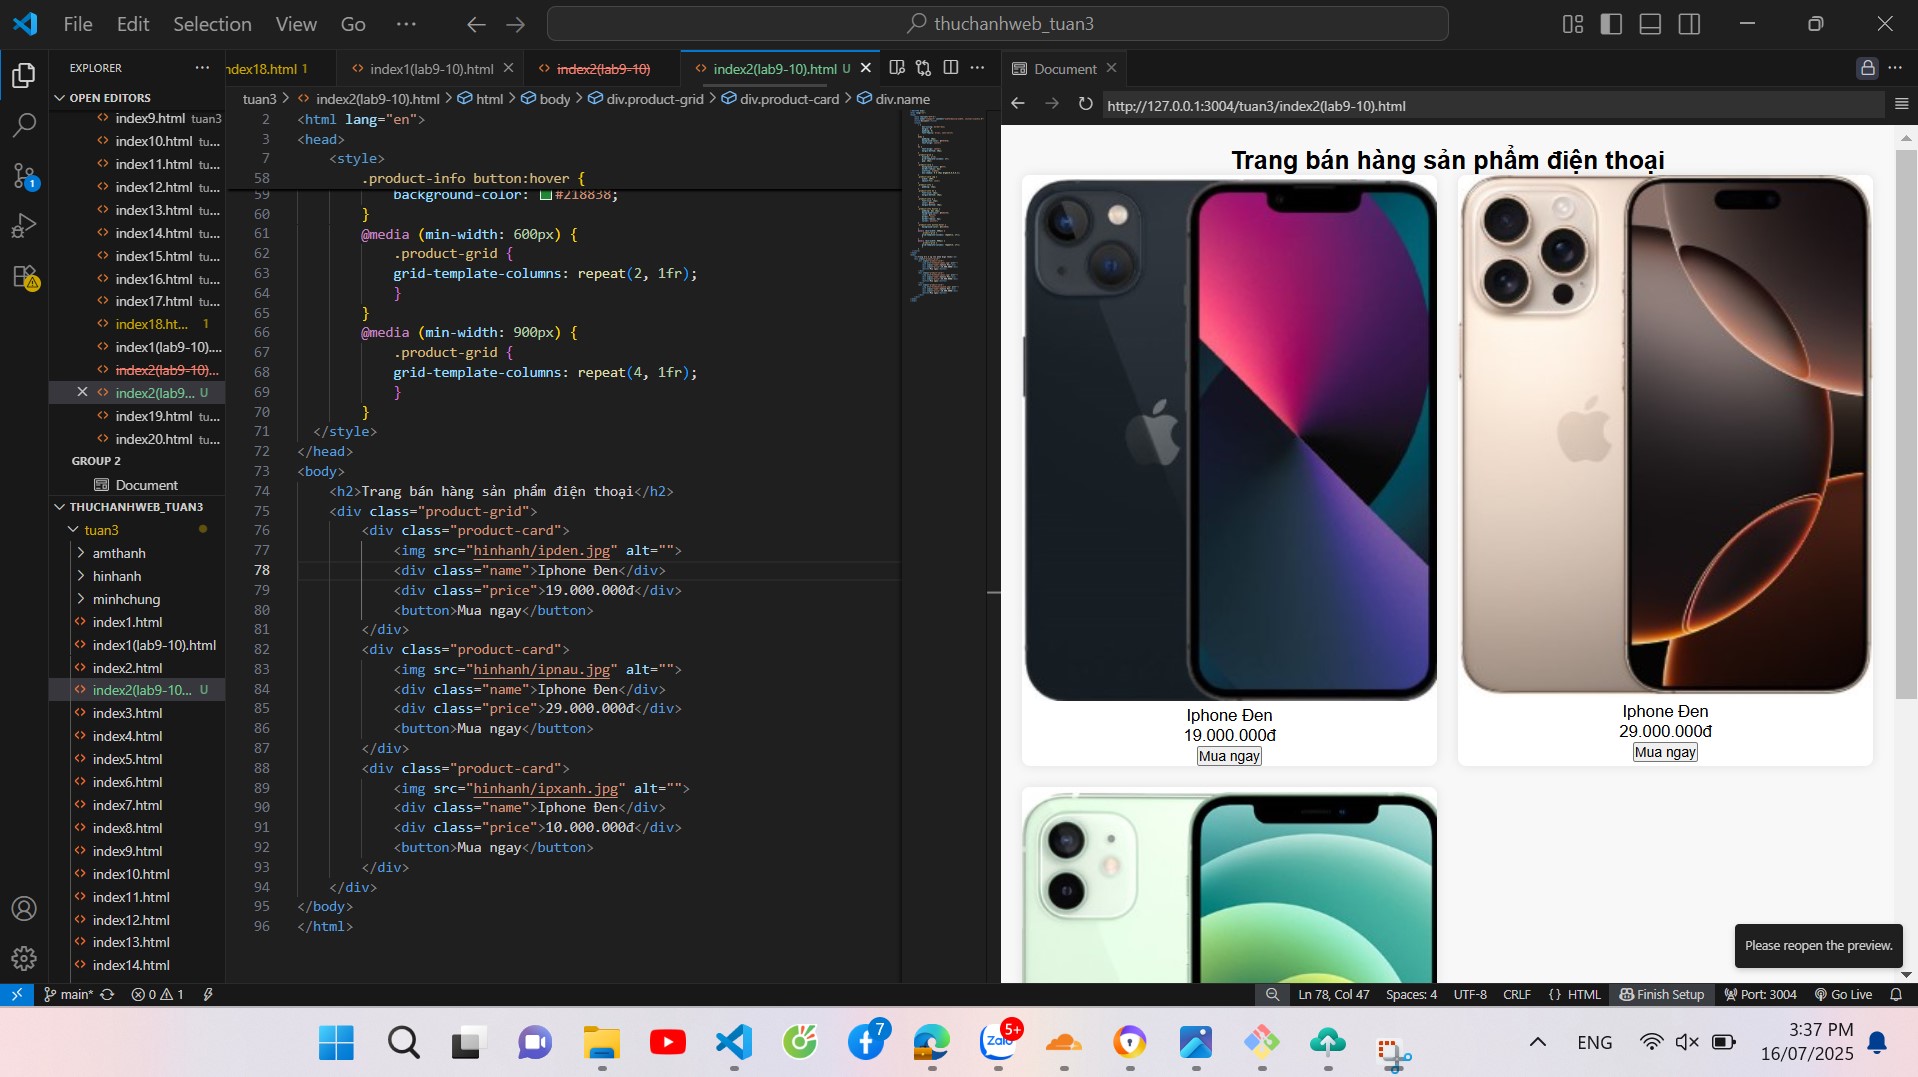 File Edit Selection View Go ··· thuchanhweb_tuan3
EXPLORER ···
OPEN EDITORS
index9.html tuan3
index10.html tu...
index11.html tu...
index12.html tu...
index13.html tu...
index14.html tu...
index15.html tu...
index16.html tu...
index17.html tu...
index18.ht... 1
index1(lab9-10)....
index2(lab9-10)...
index2(lab9... U
index19.html tu...
index20.html tu...
GROUP 2
Document
THUCHANHWEB_TUAN3
tuan3
amthanh
hinhanh
minhchung
index1.html
index1(lab9-10).html
index2.html
index2(lab9-10... U
index3.html
index4.html
index5.html
index6.html
index7.html
index8.html
index9.html
index10.html
index11.html
index12.html
index13.html
index14.html
ndex18.html 1 index1(lab9-10).html index2(lab9-10) index2(lab9-10).html U
tuan3 > index2(lab9-10).html > html > body > div.product-grid > div.product-card > div.name
2 <html lang="en">
3 <head>
7 <style>
58 .product-info button:hover {
59 background-color: #218838;
60 }
61 @media (min-width: 600px) {
62 .product-grid {
63 grid-template-columns: repeat(2, 1fr);
64 }
65 }
66 @media (min-width: 900px) {
67 .product-grid {
68 grid-template-columns: repeat(4, 1fr);
69 }
70 }
71 </style>
72 </head>
73 <body>
74 <h2>Trang bán hàng sản phẩm điện thoại</h2>
75 <div class="product-grid">
76 <div class="product-card">
77 <img src="hinhanh/ipden.jpg" alt="">
78 <div class="name">Iphone Đen</div>
79 <div class="price">19.000.000đ</div>
80 <button>Mua ngay</button>
81 </div>
82 <div class="product-card">
83 <img src="hinhanh/ipnau.jpg" alt="">
84 <div class="name">Iphone Đen</div>
85 <div class="price">29.000.000đ</div>
86 <button>Mua ngay</button>
87 </div>
88 <div class="product-card">
89 <img src="hinhanh/ipxanh.jpg" alt="">
90 <div class="name">Iphone Đen</div>
91 <div class="price">10.000.000đ</div>
92 <button>Mua ngay</button>
93 </div>
94 </div>
95 </body>
96 </html>
Document
http://127.0.0.1:3004/tuan3/index2(lab9-10).html
Trang bán hàng sản phẩm điện thoại
Iphone Đen
19.000.000đ
Mua ngay
Iphone Đen
29.000.000đ
Mua ngay
Please reopen the preview.
main* 0 1 Ln 78, Col 47 Spaces: 4 UTF-8 CRLF {} HTML Finish Setup Port: 3004 Go Live
1
7
Zalo
5+
ENG
3:37 PM
16/07/2025